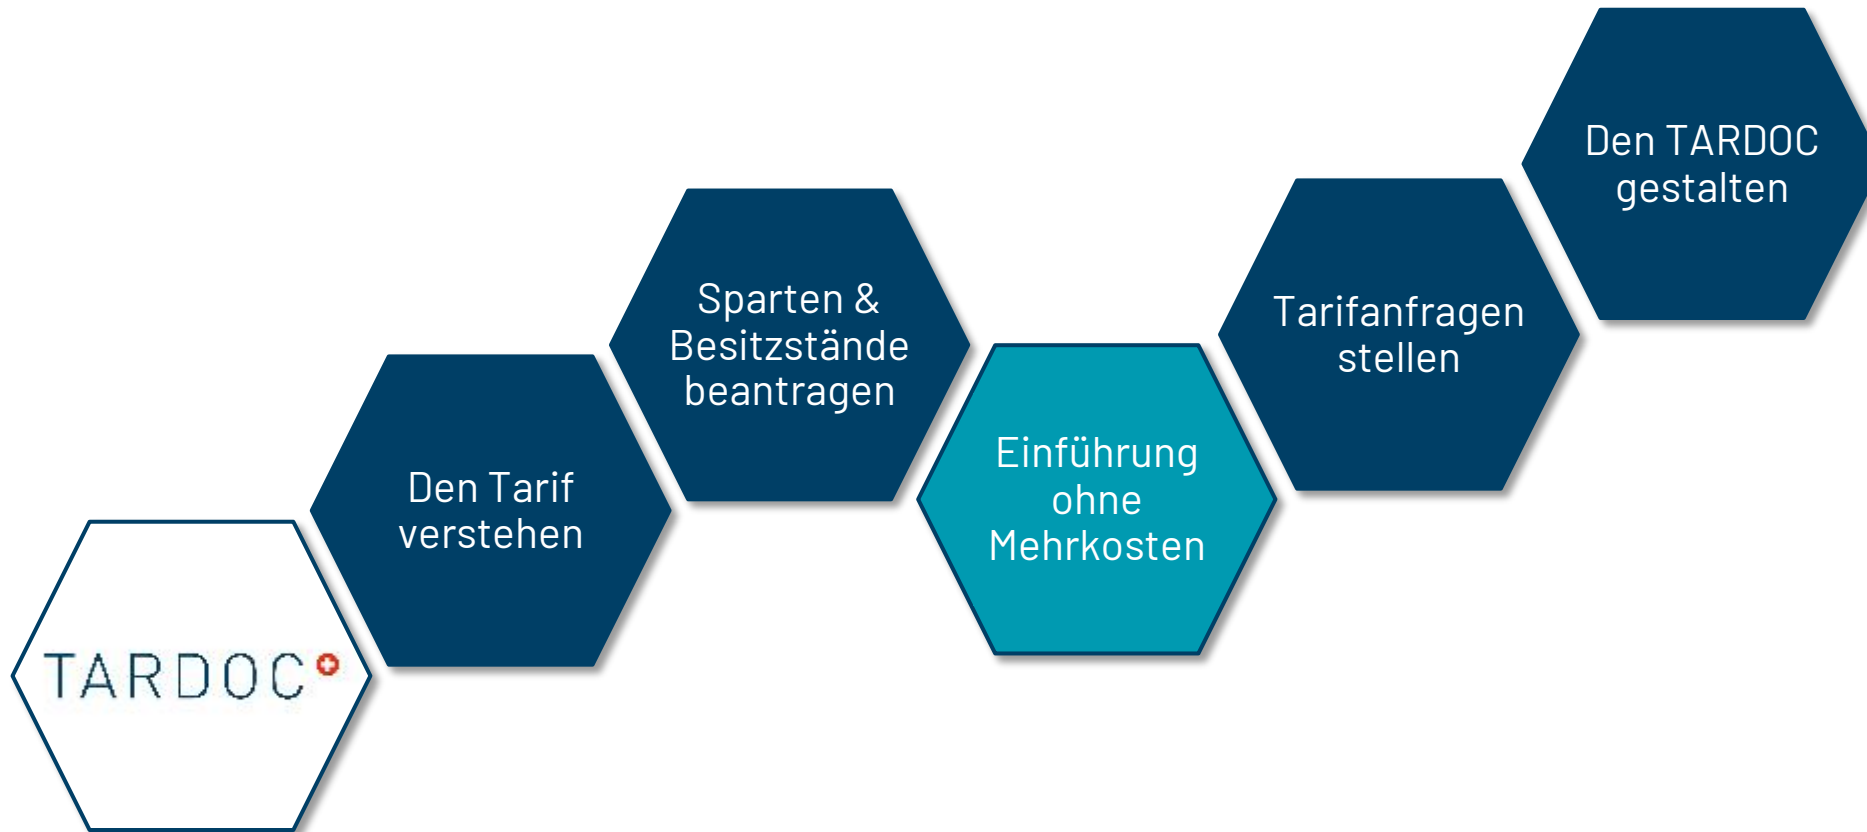 TARDOC
Den Tarif
verstehen
Sparten &
Besitzstände
beantragen
Einführung
ohne
Mehrkosten
Tarifanfragen
stellen
Den TARDOC
gestalten